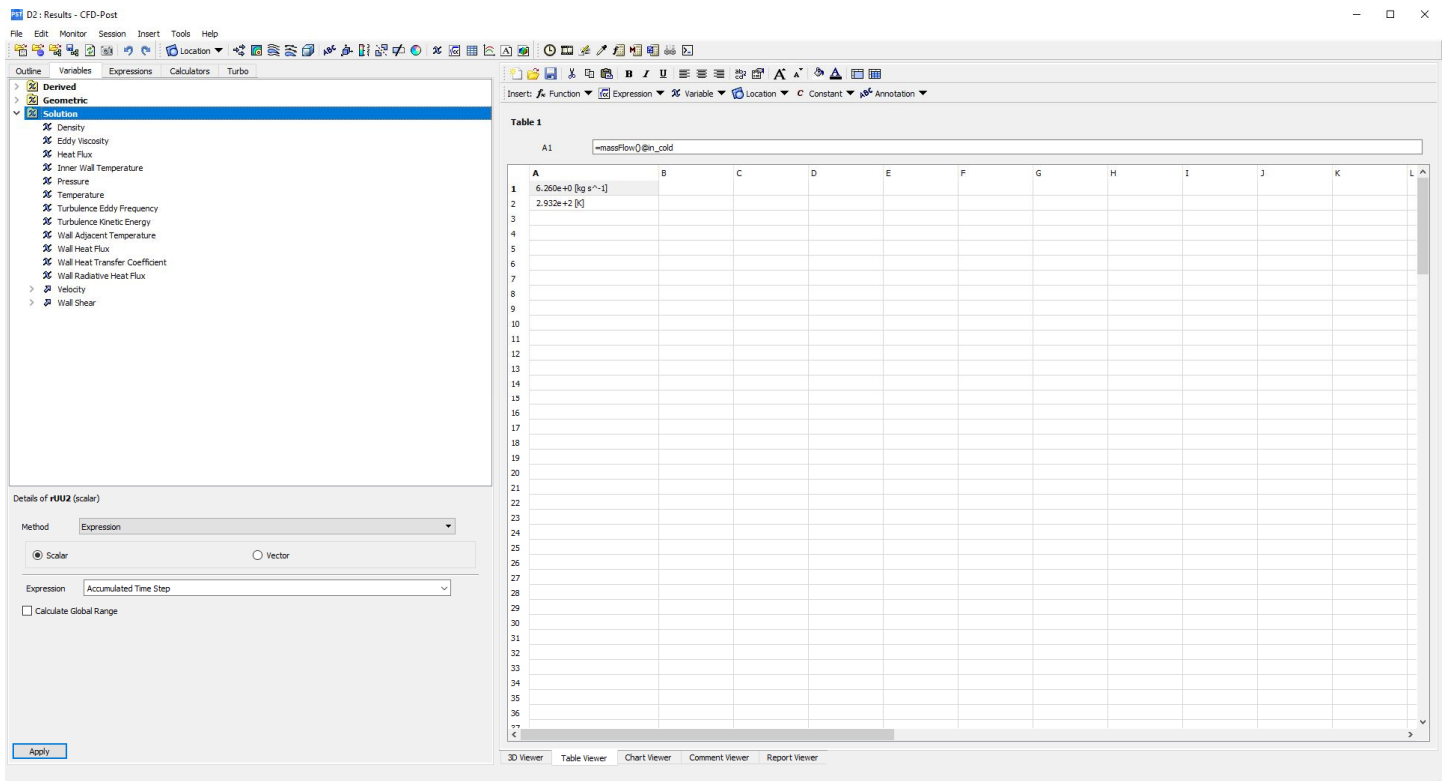 D2 : Results - CFD-Post
File Edit Monitor Session Insert Tools Help
Location
Outline Variables Expressions Calculators Turbo
Derived
Geometric
Solution
Density
Eddy Viscosity
Heat Flux
Inner Wall Temperature
Pressure
Temperature
Turbulence Eddy Frequency
Turbulence Kinetic Energy
Wall Adjacent Temperature
Wall Heat Flux
Wall Heat Transfer Coefficient
Wall Radiative Heat Flux
Velocity
Wall Shear
Details of rUU2 (scalar)
Method Expression
Scalar Vector
Expression Accumulated Time Step
Calculate Global Range
Apply
Insert: Function Expression Variable Location C Constant Annotation
Table 1
A1 =massFlow()@in_cold
A B C D E F G H I J K L
1 6.260e+0 [kg s^-1]
2 2.932e+2 [K]
3
4
5
6
7
8
9
10
11
12
13
14
15
16
17
18
19
20
21
22
23
24
25
26
27
28
29
30
31
32
33
34
35
36
37
3D Viewer Table Viewer Chart Viewer Comment Viewer Report Viewer